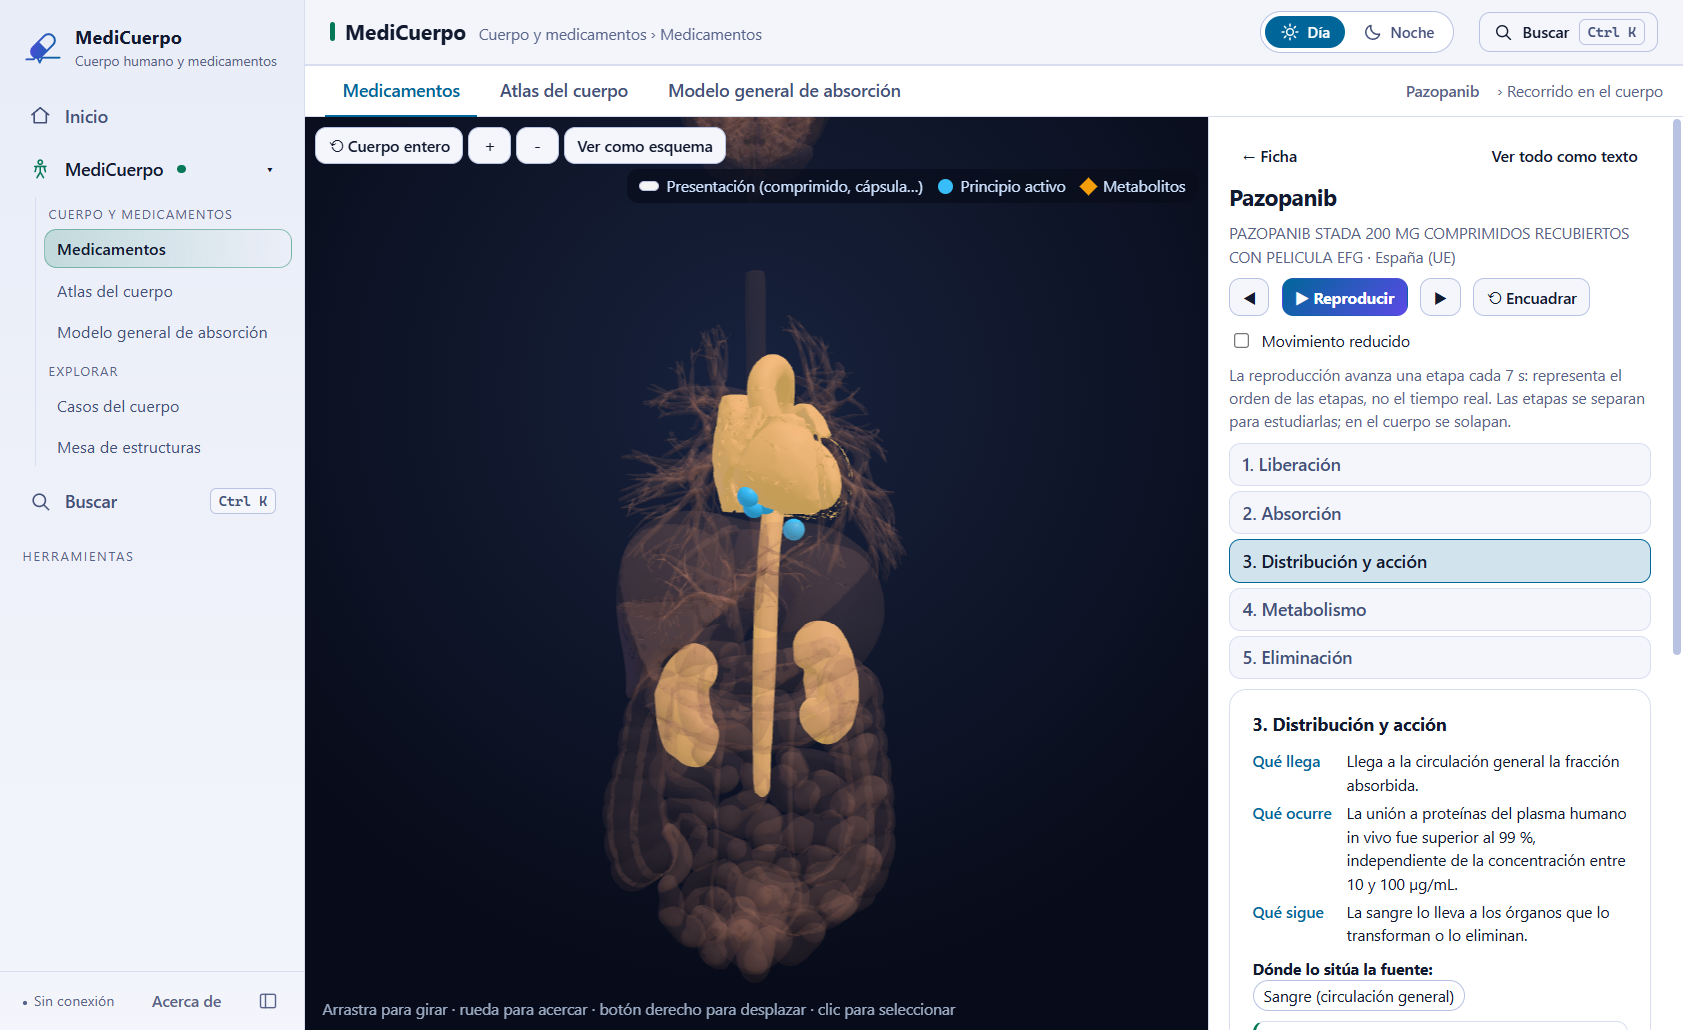 MediCuerpo
Cuerpo humano y medicamentos
Inicio
MediCuerpo
CUERPO Y MEDICAMENTOS
Medicamentos
Atlas del cuerpo
Modelo general de absorción
EXPLORAR
Casos del cuerpo
Mesa de estructuras
Buscar Ctrl K
HERRAMIENTAS
Sin conexión Acerca de
MediCuerpo Cuerpo y medicamentos › Medicamentos
Día Noche
Buscar Ctrl K
Medicamentos Atlas del cuerpo Modelo general de absorción
Pazopanib › Recorrido en el cuerpo
Cuerpo entero + - Ver como esquema
Presentación (comprimido, cápsula...) Principio activo Metabolitos
Arrastra para girar · rueda para acercar · botón derecho para desplazar · clic para seleccionar
← Ficha Ver todo como texto
Pazopanib
PAZOPANIB STADA 200 MG COMPRIMIDOS RECUBIERTOS
CON PELICULA EFG · España (UE)
◀ ▶ Reproducir ▶ Encuadrar
Movimiento reducido
La reproducción avanza una etapa cada 7 s: representa el
orden de las etapas, no el tiempo real. Las etapas se separan
para estudiarlas; en el cuerpo se solapan.
1. Liberación
2. Absorción
3. Distribución y acción
4. Metabolismo
5. Eliminación
3. Distribución y acción
Qué llega Llega a la circulación general la fracción
absorbida.
Qué ocurre La unión a proteínas del plasma humano
in vivo fue superior al 99 %,
independiente de la concentración entre
10 y 100 µg/mL.
Qué sigue La sangre lo lleva a los órganos que lo
transforman o lo eliminan.
Dónde lo sitúa la fuente:
Sangre (circulación general)